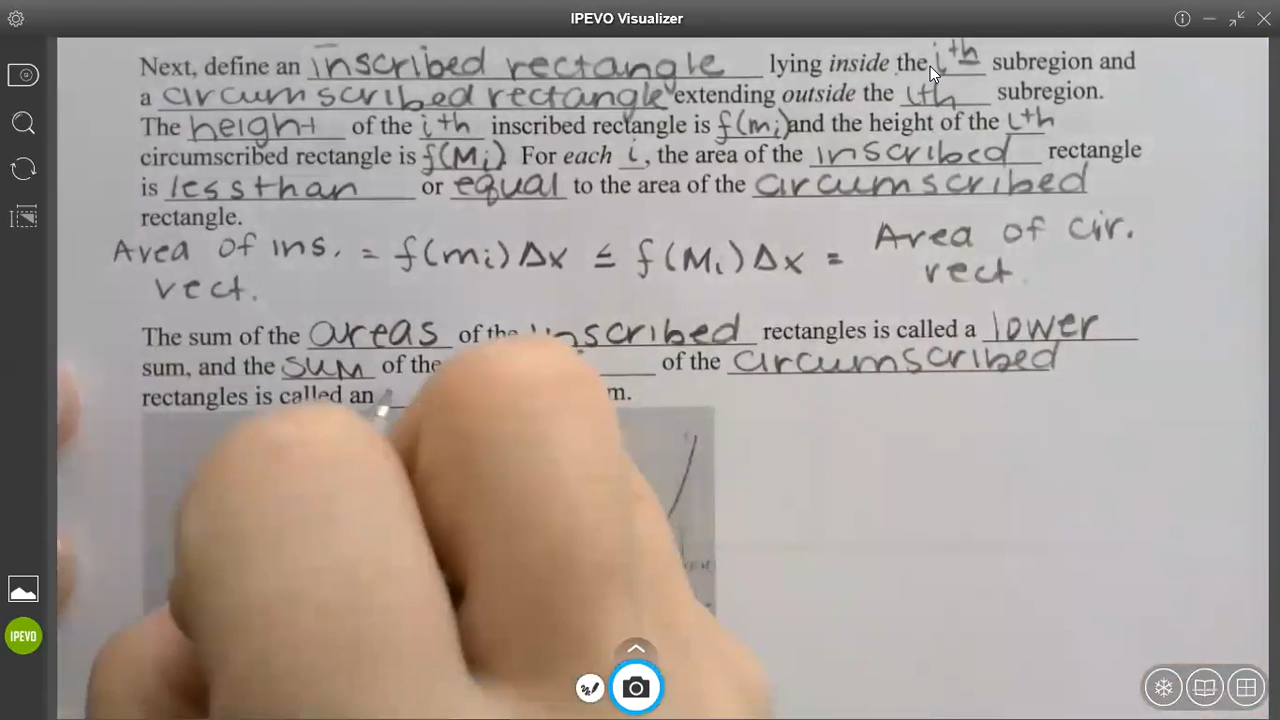 IPEVO Visualizer
Next, define an inscribed rectangle lying inside the ith subregion and
a circumscribed rectangle extending outside the ith subregion.
The height of the ith inscribed rectangle is f(mi) and the height of the ith
circumscribed rectangle is f(Mi). For each i, the area of the inscribed rectangle
is less than or equal to the area of the circumscribed
rectangle.
Area of ins. rect. = f(mi)Δx ≤ f(Mi)Δx = Area of cir. rect.
The sum of the areas of the inscribed rectangles is called a lower
sum, and the sum of the of the circumscribed
rectangles is called an
IPEVO